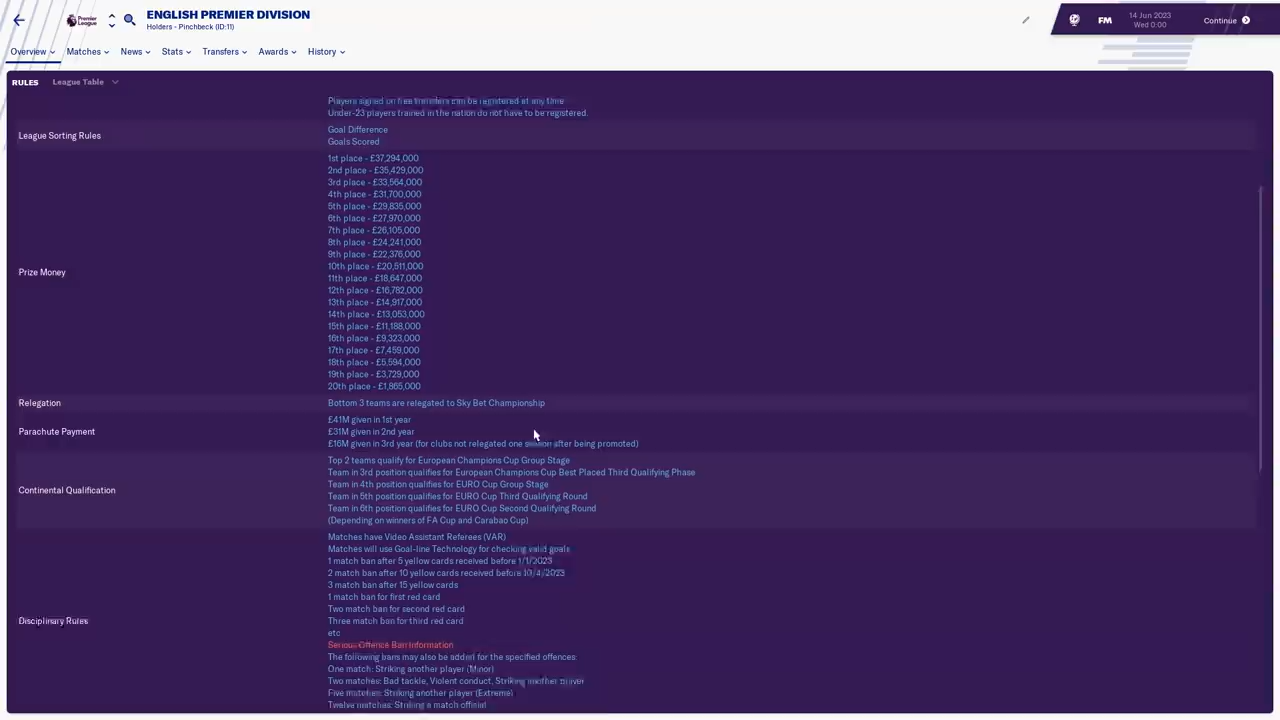 Premier League
ENGLISH PREMIER DIVISION
Holders - Pinchbeck (ID:11)
FM
14 Jun 2023
Wed 0:00
Continue
Overview
Matches
News
Stats
Transfers
Awards
History
RULES
League Table
Players signed on free transfers can be registered at any time
Under-23 players trained in the nation do not have to be registered.
League Sorting Rules
Goal Difference
Goals Scored
Prize Money
1st place - £37,294,000
2nd place - £35,429,000
3rd place - £33,564,000
4th place - £31,700,000
5th place - £29,835,000
6th place - £27,970,000
7th place - £26,105,000
8th place - £24,241,000
9th place - £22,376,000
10th place - £20,511,000
11th place - £18,647,000
12th place - £16,782,000
13th place - £14,917,000
14th place - £13,053,000
15th place - £11,188,000
16th place - £9,323,000
17th place - £7,459,000
18th place - £5,594,000
19th place - £3,729,000
20th place - £1,865,000
Relegation
Bottom 3 teams are relegated to Sky Bet Championship
Parachute Payment
£41M given in 1st year
£31M given in 2nd year
£16M given in 3rd year (for clubs not relegated one season after being promoted)
Continental Qualification
Top 2 teams qualify for European Champions Cup Group Stage
Team in 3rd position qualifies for European Champions Cup Best Placed Third Qualifying Phase
Team in 4th position qualifies for EURO Cup Group Stage
Team in 5th position qualifies for EURO Cup Third Qualifying Round
Team in 6th position qualifies for EURO Cup Second Qualifying Round
(Depending on winners of FA Cup and Carabao Cup)
Disciplinary Rules
Matches have Video Assistant Referees (VAR)
Matches will use Goal-line Technology for checking valid goals
1 match ban after 5 yellow cards received before 1/1/2023
2 match ban after 10 yellow cards received before 10/4/2023
3 match ban after 15 yellow cards
1 match ban for first red card
Two match ban for second red card
Three match ban for third red card
etc
Serious Offence Ban Information
The following bans may also be added for the specified offences:
One match: Striking another player (Minor)
Two matches: Bad tackle, Violent conduct, Striking another player
Five matches: Striking another player (Extreme)
Twelve matches: Striking a match official